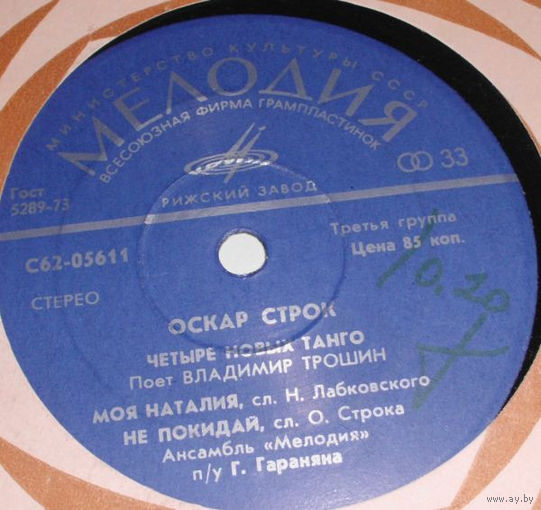 МИНИСТЕРСТВО КУЛЬТУРЫ СССР
МЕЛОДИЯ
ВСЕСОЮЗНАЯ ФИРМА ГРАМПЛАСТИНОК
33
Гост
5289-73
РИЖСКИЙ ЗАВОД
Третья группа
Цена 85 коп.
С62-05611
СТЕРЕО
0.20
ОСКАР СТРОК
ЧЕТЫРЕ НОВЫХ ТАНГО
Поет ВЛАДИМИР ТРОШИН
МОЯ НАТАЛИЯ, сл. Н. Лабковского
НЕ ПОКИДАЙ, сл. О. Строка
Ансамбль «Мелодия»
п/у Г. Гараняна
www.ay.by